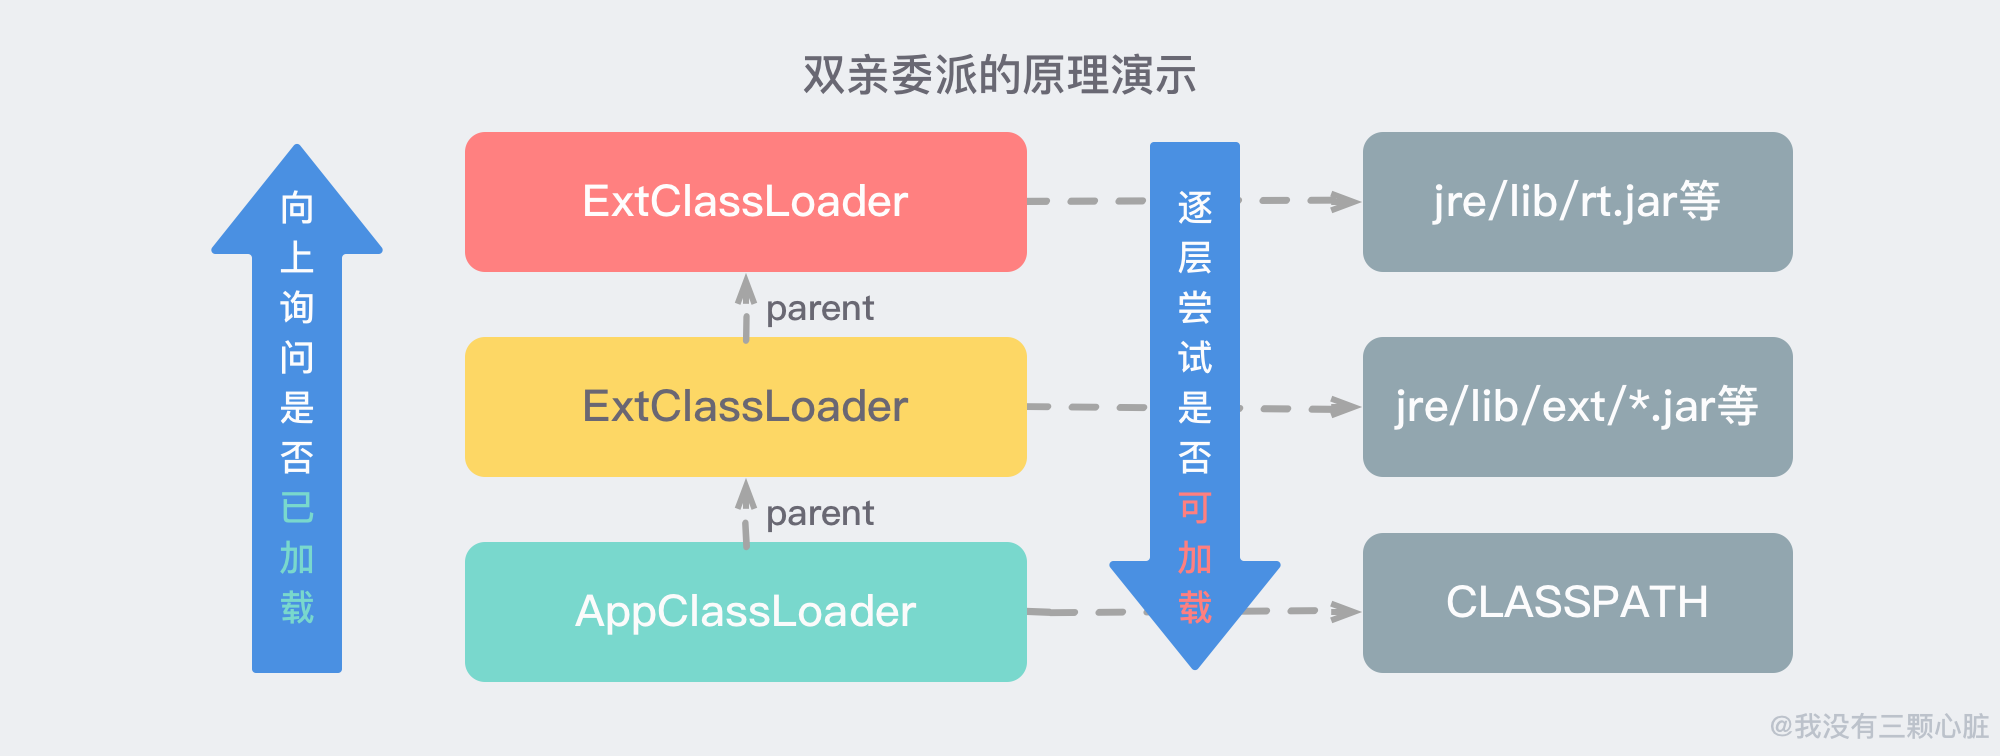 双亲委派的原理演示
向上询问是否已加载
ExtClassLoader
逐层尝试是否可加载
jre/lib/rt.jar等
parent
ExtClassLoader
jre/lib/ext/*.jar等
parent
AppClassLoader
CLASSPATH
@我没有三颗心脏